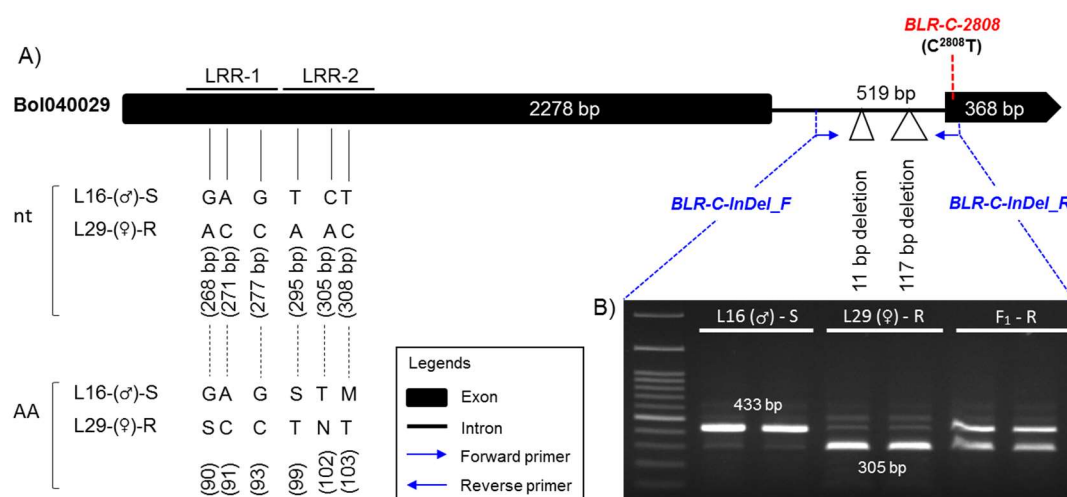 A)
BLR-C-2808
(C²⁸⁰⁸T)
LRR-1 LRR-2
Bol040029
2278 bp
519 bp
368 bp
BLR-C-InDel_F
BLR-C-InDel_R
11 bp deletion
117 bp deletion
nt
L16-(♂)-S G A G T C T
L29-(♀)-R A C C A A C
(268 bp) (271 bp) (277 bp) (295 bp) (305 bp) (308 bp)
AA
L16-(♂)-S G A G S T M
L29-(♀)-R S C C T N T
(90) (91) (93) (99) (102) (103)
Legends
Exon
Intron
Forward primer
Reverse primer
B)
L16 (♂) - S L29 (♀) - R F₁ - R
433 bp
305 bp